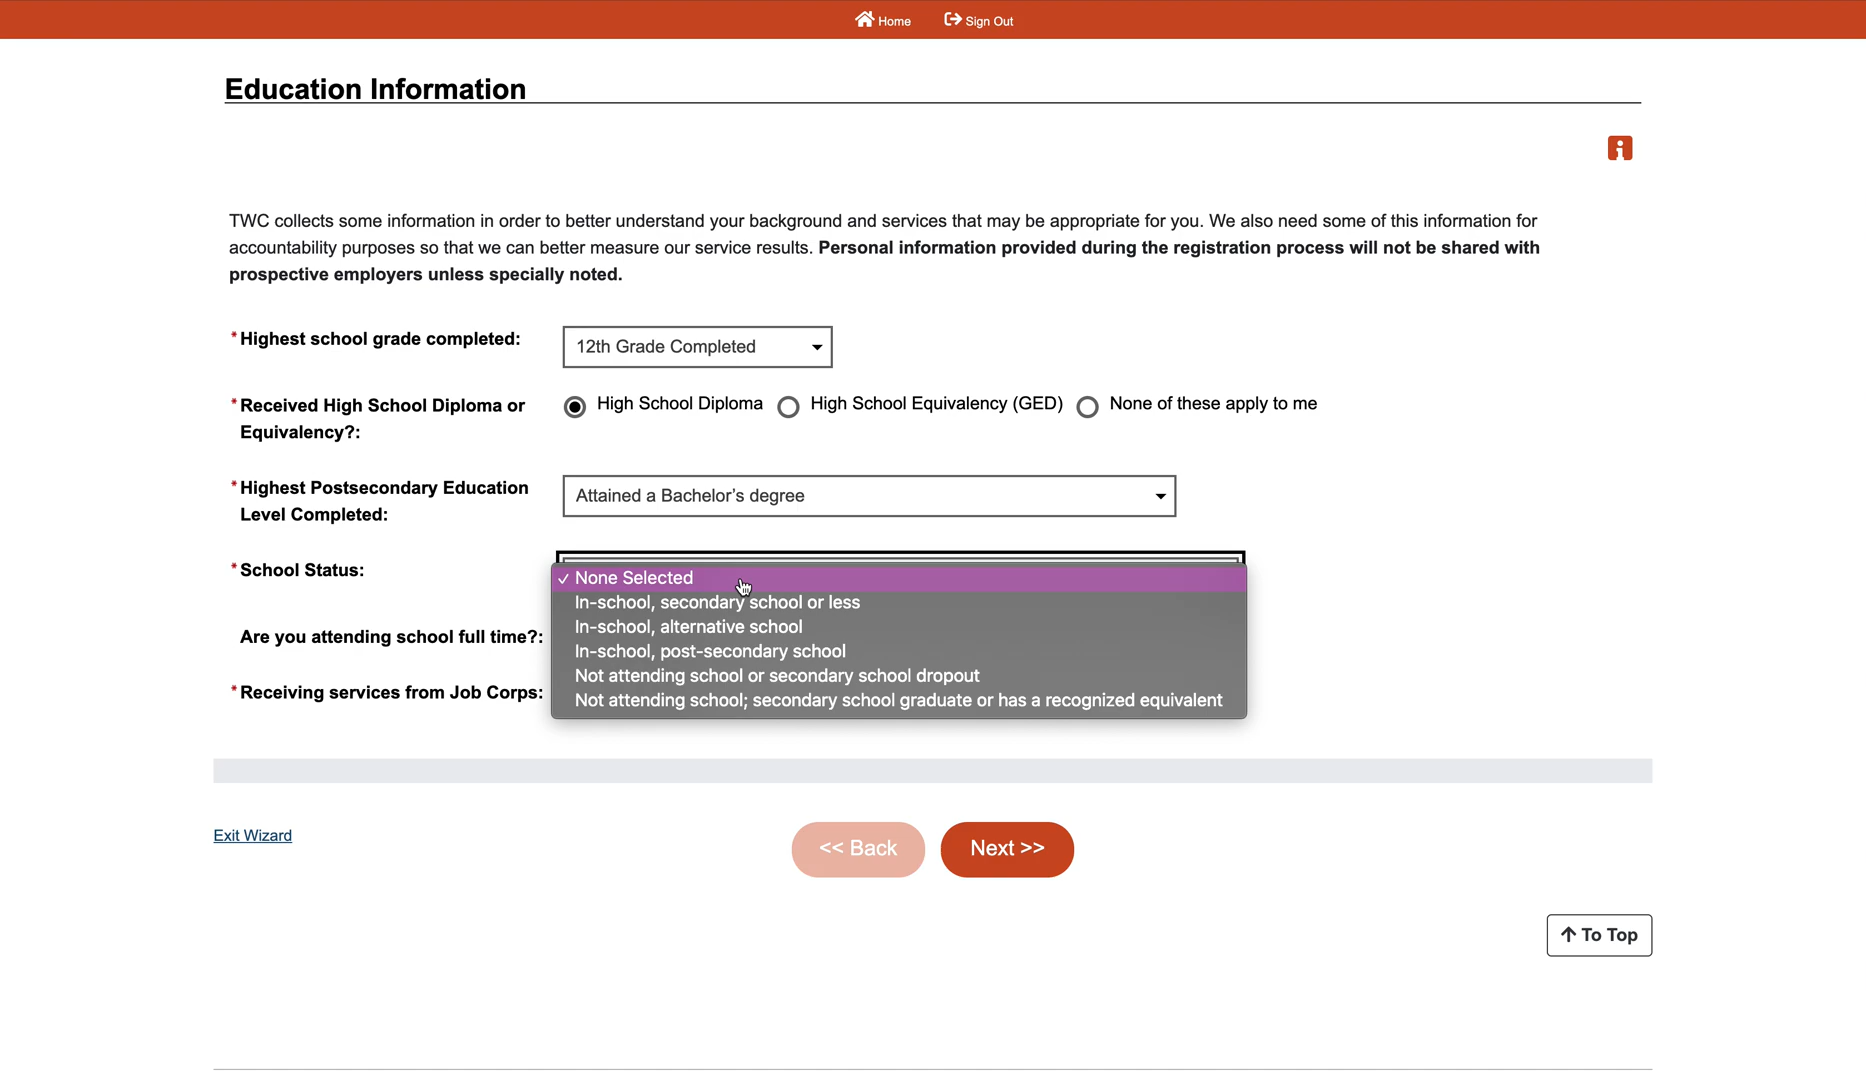 Home
Sign Out
Education Information
TWC collects some information in order to better understand your background and services that may be appropriate for you. We also need some of this information for
accountability purposes so that we can better measure our service results. Personal information provided during the registration process will not be shared with
prospective employers unless specially noted.
*Highest school grade completed:
12th Grade Completed
*Received High School Diploma or
Equivalency?:
High School Diploma
High School Equivalency (GED)
None of these apply to me
*Highest Postsecondary Education
Level Completed:
Attained a Bachelor's degree
*School Status:
✓ None Selected
In-school, secondary school or less
In-school, alternative school
In-school, post-secondary school
Not attending school or secondary school dropout
Not attending school; secondary school graduate or has a recognized equivalent
Are you attending school full time?:
*Receiving services from Job Corps:
Exit Wizard
<< Back
Next >>
↑ To Top